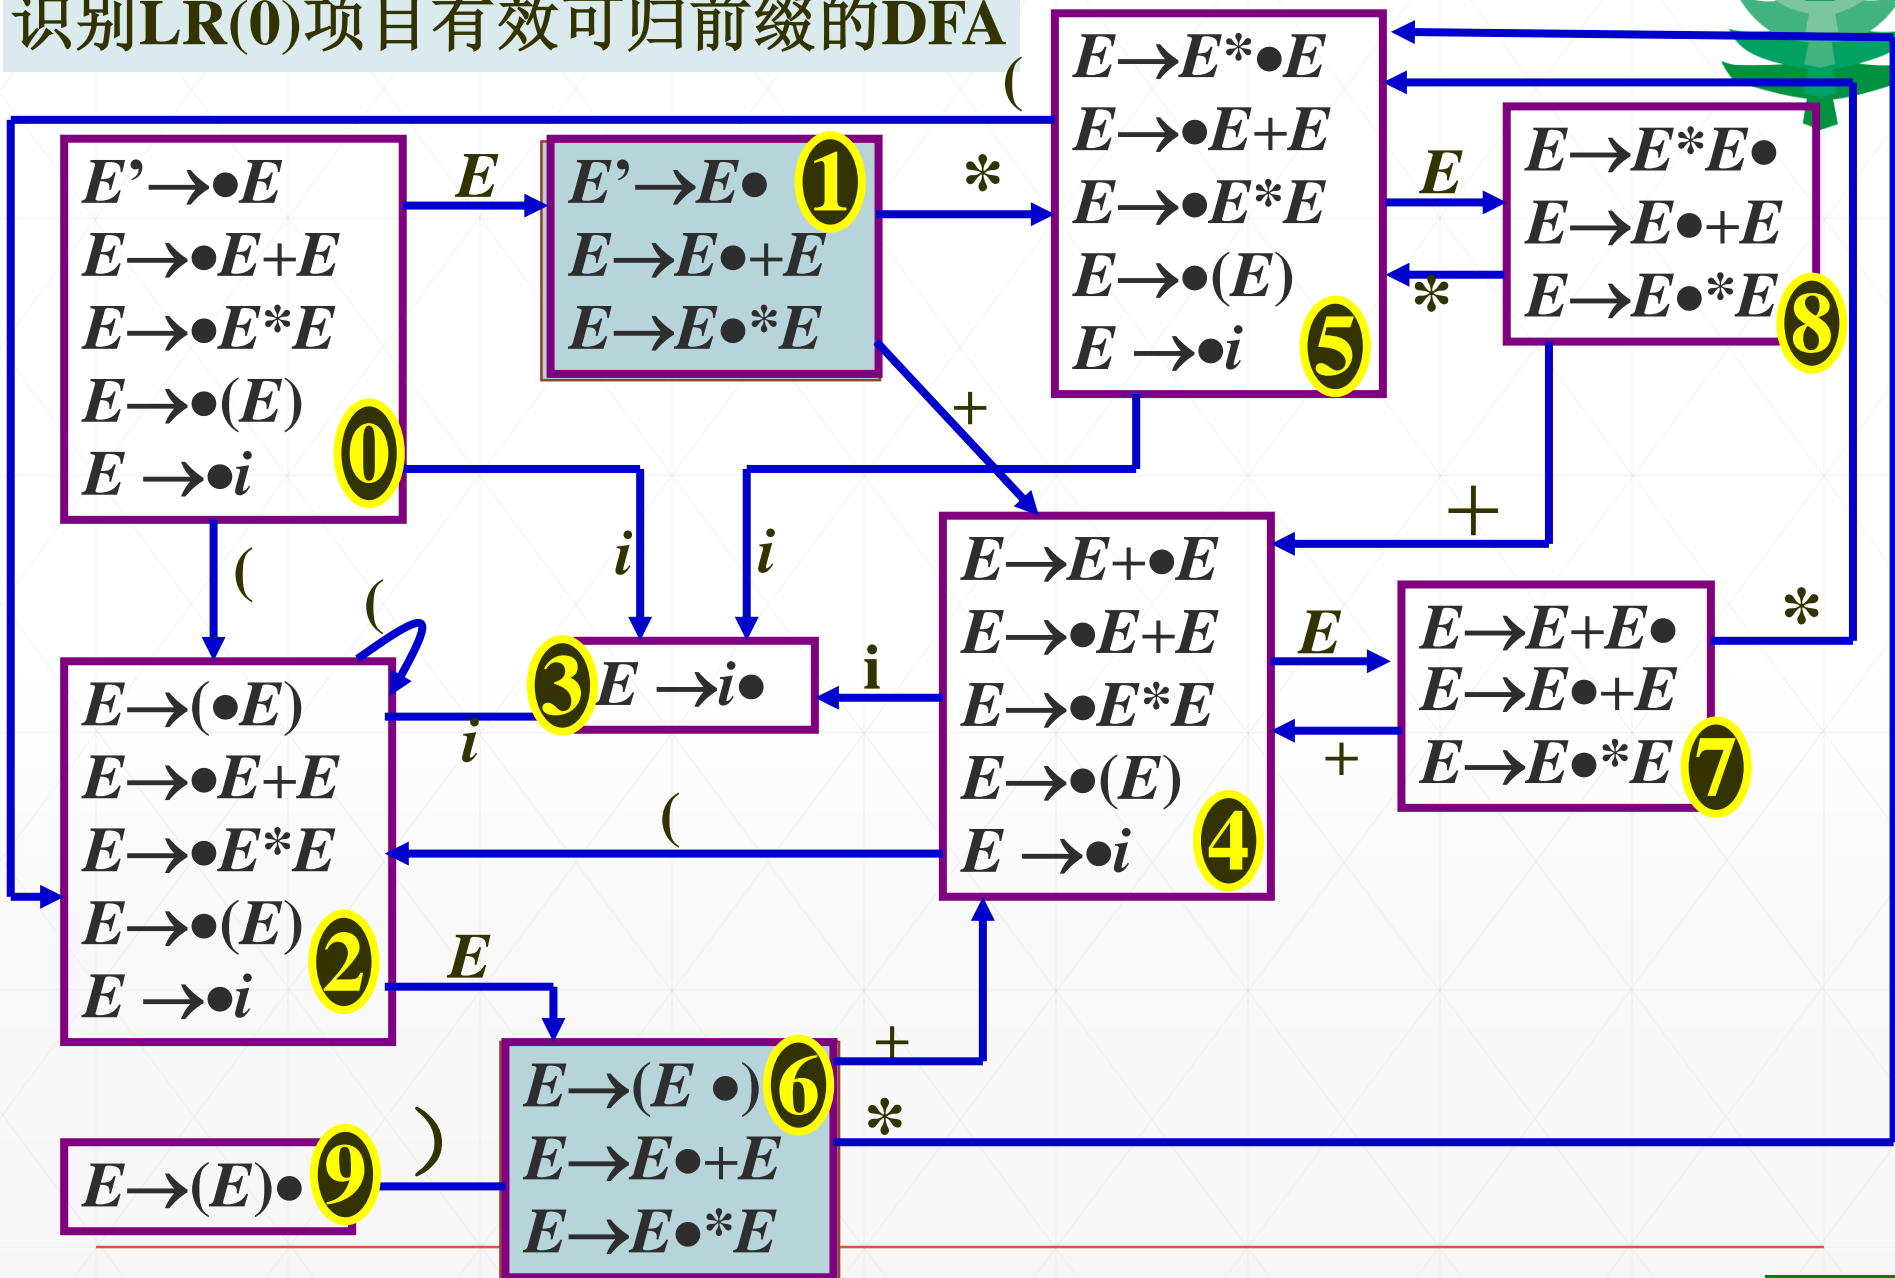 识别LR(0)项目有效可归前缀的DFA
(
E'→●E
E→●E+E
E→●E*E
E→●(E)
E →●i
0
E
E'→E●
E→E●+E
E→E●*E
1
*
+
E→E*●E
E→●E+E
E→●E*E
E→●(E)
E →●i
5
E
*
E→E*E●
E→E●+E
E→E●*E
8
+
(
(
i
i
E→(●E)
E→●E+E
E→●E*E
E→●(E)
E →●i
2
i
3
E →i●
i
(
E→E+●E
E→●E+E
E→●E*E
E→●(E)
E →●i
4
E
+
E→E+E●
E→E●+E
E→E●*E
7
*
E
E→(E ●)
E→E●+E
E→E●*E
6
+
*
)
E→(E)●
9